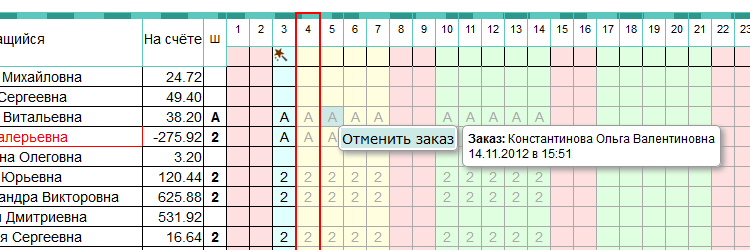 ащийся На счёте Ш 1 2 3 4 5 6 7 8 9 10 11 12 13 14 15 16 17 18 19 20 21 22 23
Михайловна 24.72
Сергеевна 49.40
Витальевна 38.20 А А А А А А А А А А А
алерьевна -275.92 2 А А А
Отменить заказ
Заказ: Константинова Ольга Валентиновна
14.11.2012 в 15:51
на Олеговна 3.20
Юрьевна 120.44 2 2 2 2 2 2 2 2 2 2 2
андра Викторовна 625.88 2 2 2 2 2 2 2 2 2 2 2
Дмитриевна 531.92
я Сергеевна 16.64 2 2 2 2 2 2 2 2 2 2 2